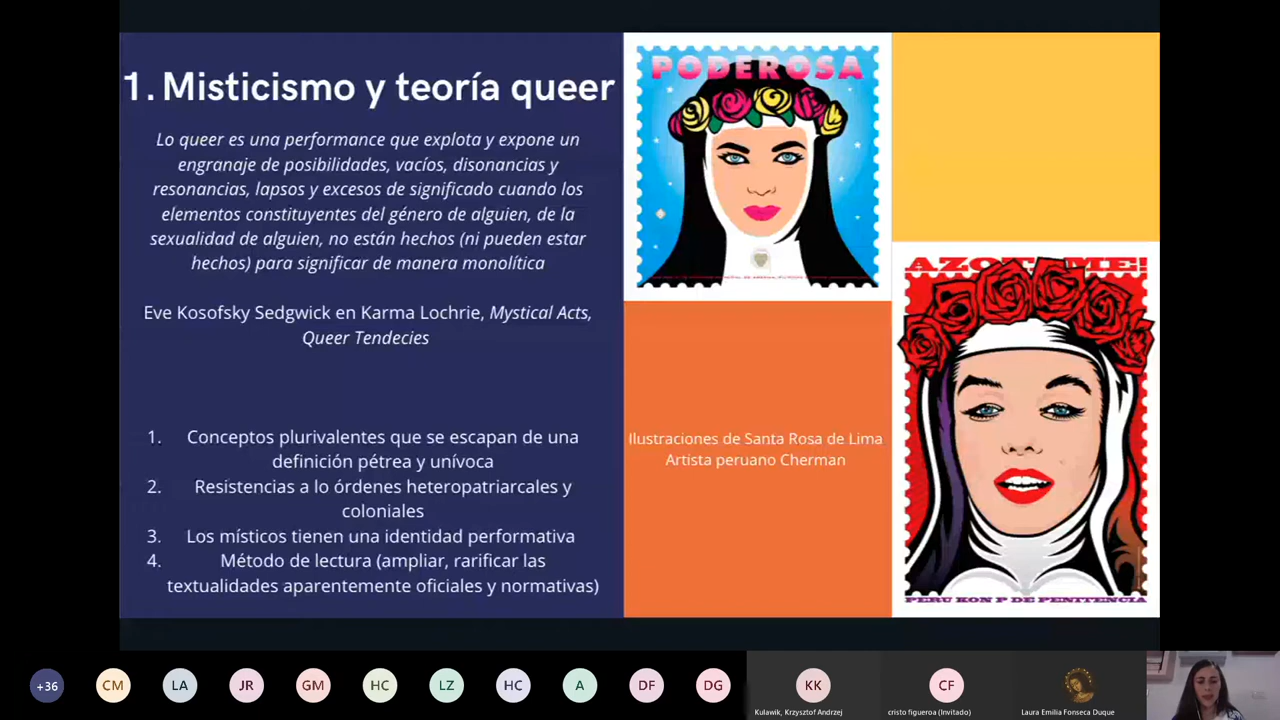 1. Misticismo y teoría queer
Lo queer es una performance que explota y expone un
engranaje de posibilidades, vacíos, disonancias y
resonancias, lapsos y excesos de significado cuando los
elementos constituyentes del género de alguien, de la
sexualidad de alguien, no están hechos (ni pueden estar
hechos) para significar de manera monolítica
Eve Kosofsky Sedgwick en Karma Lochrie, Mystical Acts,
Queer Tendecies
1. Conceptos plurivalentes que se escapan de una
definición pétrea y unívoca
2. Resistencias a lo órdenes heteropatriarcales y
coloniales
3. Los místicos tienen una identidad performativa
4. Método de lectura (ampliar, rarificar las
textualidades aparentemente oficiales y normativas)
PODEROSA
Ilustraciones de Santa Rosa de Lima
Artista peruano Cherman
AZOTAME!
PERU KON P DE PENITENCIA
+36
CM
LA
JR
GM
HC
LZ
HC
A
DF
DG
KK
CF
Kulawik, Krzysztof Andrzej
cristo figueroa (Invitado)
Laura Emilia Fonseca Duque